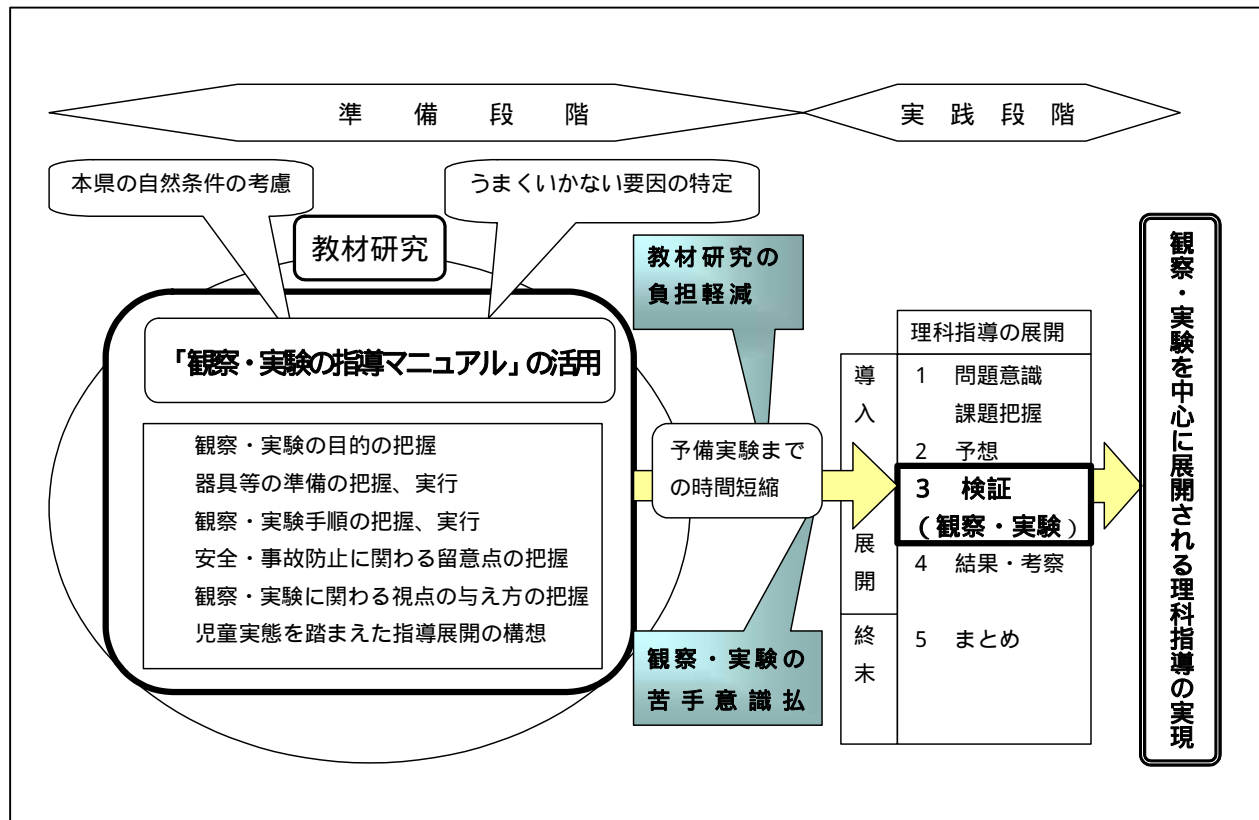 準備段階
実践段階
本県の自然条件の考慮
うまくいかない要因の特定
教材研究
「観察・実験の指導マニュアル」の活用
観察・実験の目的の把握
器具等の準備の把握、実行
観察・実験手順の把握、実行
安全・事故防止に関わる留意点の把握
観察・実験に関わる視点の与え方の把握
児童実態を踏まえた指導展開の構想
教材研究の
負担軽減
予備実験まで
の時間短縮
観察・実験の
苦手意識払
理科指導の展開
導入
1 問題意識
課題把握
2 予想
展開
3 検証
(観察・実験)
4 結果・考察
終末
5 まとめ
観察・実験を中心に展開される理科指導の実現